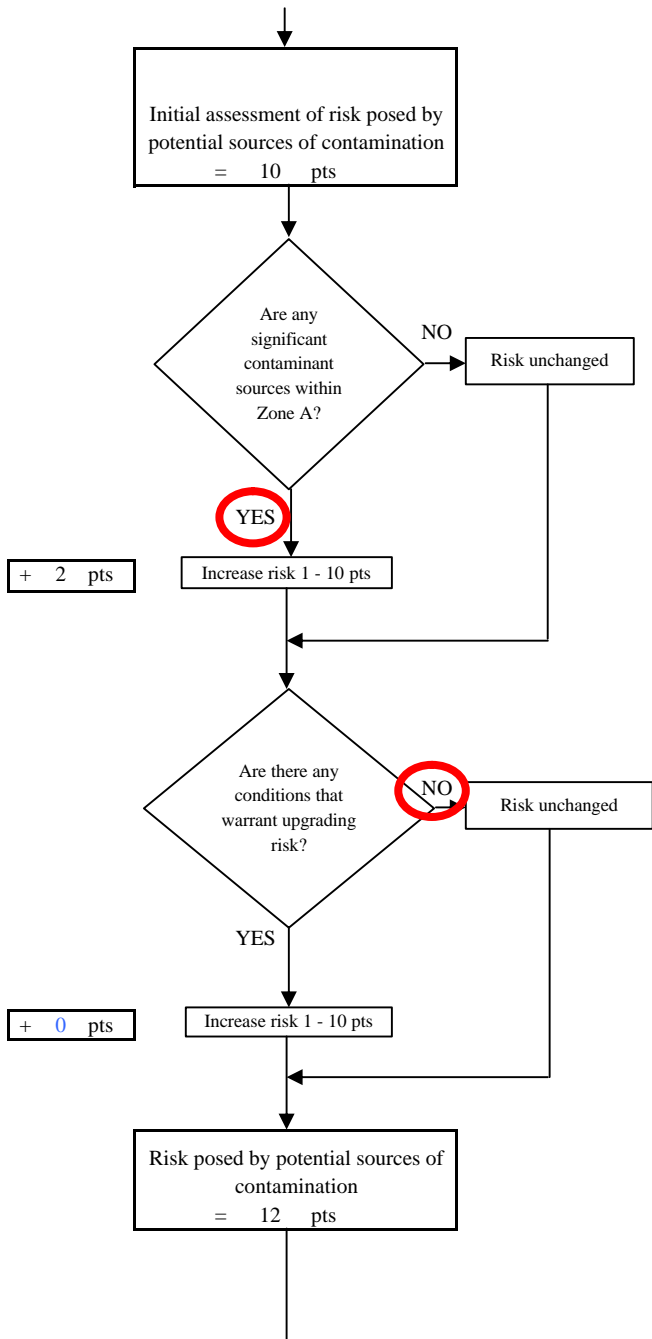 Initial assessment of risk posed by
potential sources of contamination
= 10 pts
Are any
significant
contaminant
sources within
Zone A?
NO
Risk unchanged
YES
+ 2 pts
Increase risk 1 - 10 pts
Are there any
conditions that
warrant upgrading
risk?
NO
Risk unchanged
YES
+ 0 pts
Increase risk 1 - 10 pts
Risk posed by potential sources of
contamination
= 12 pts